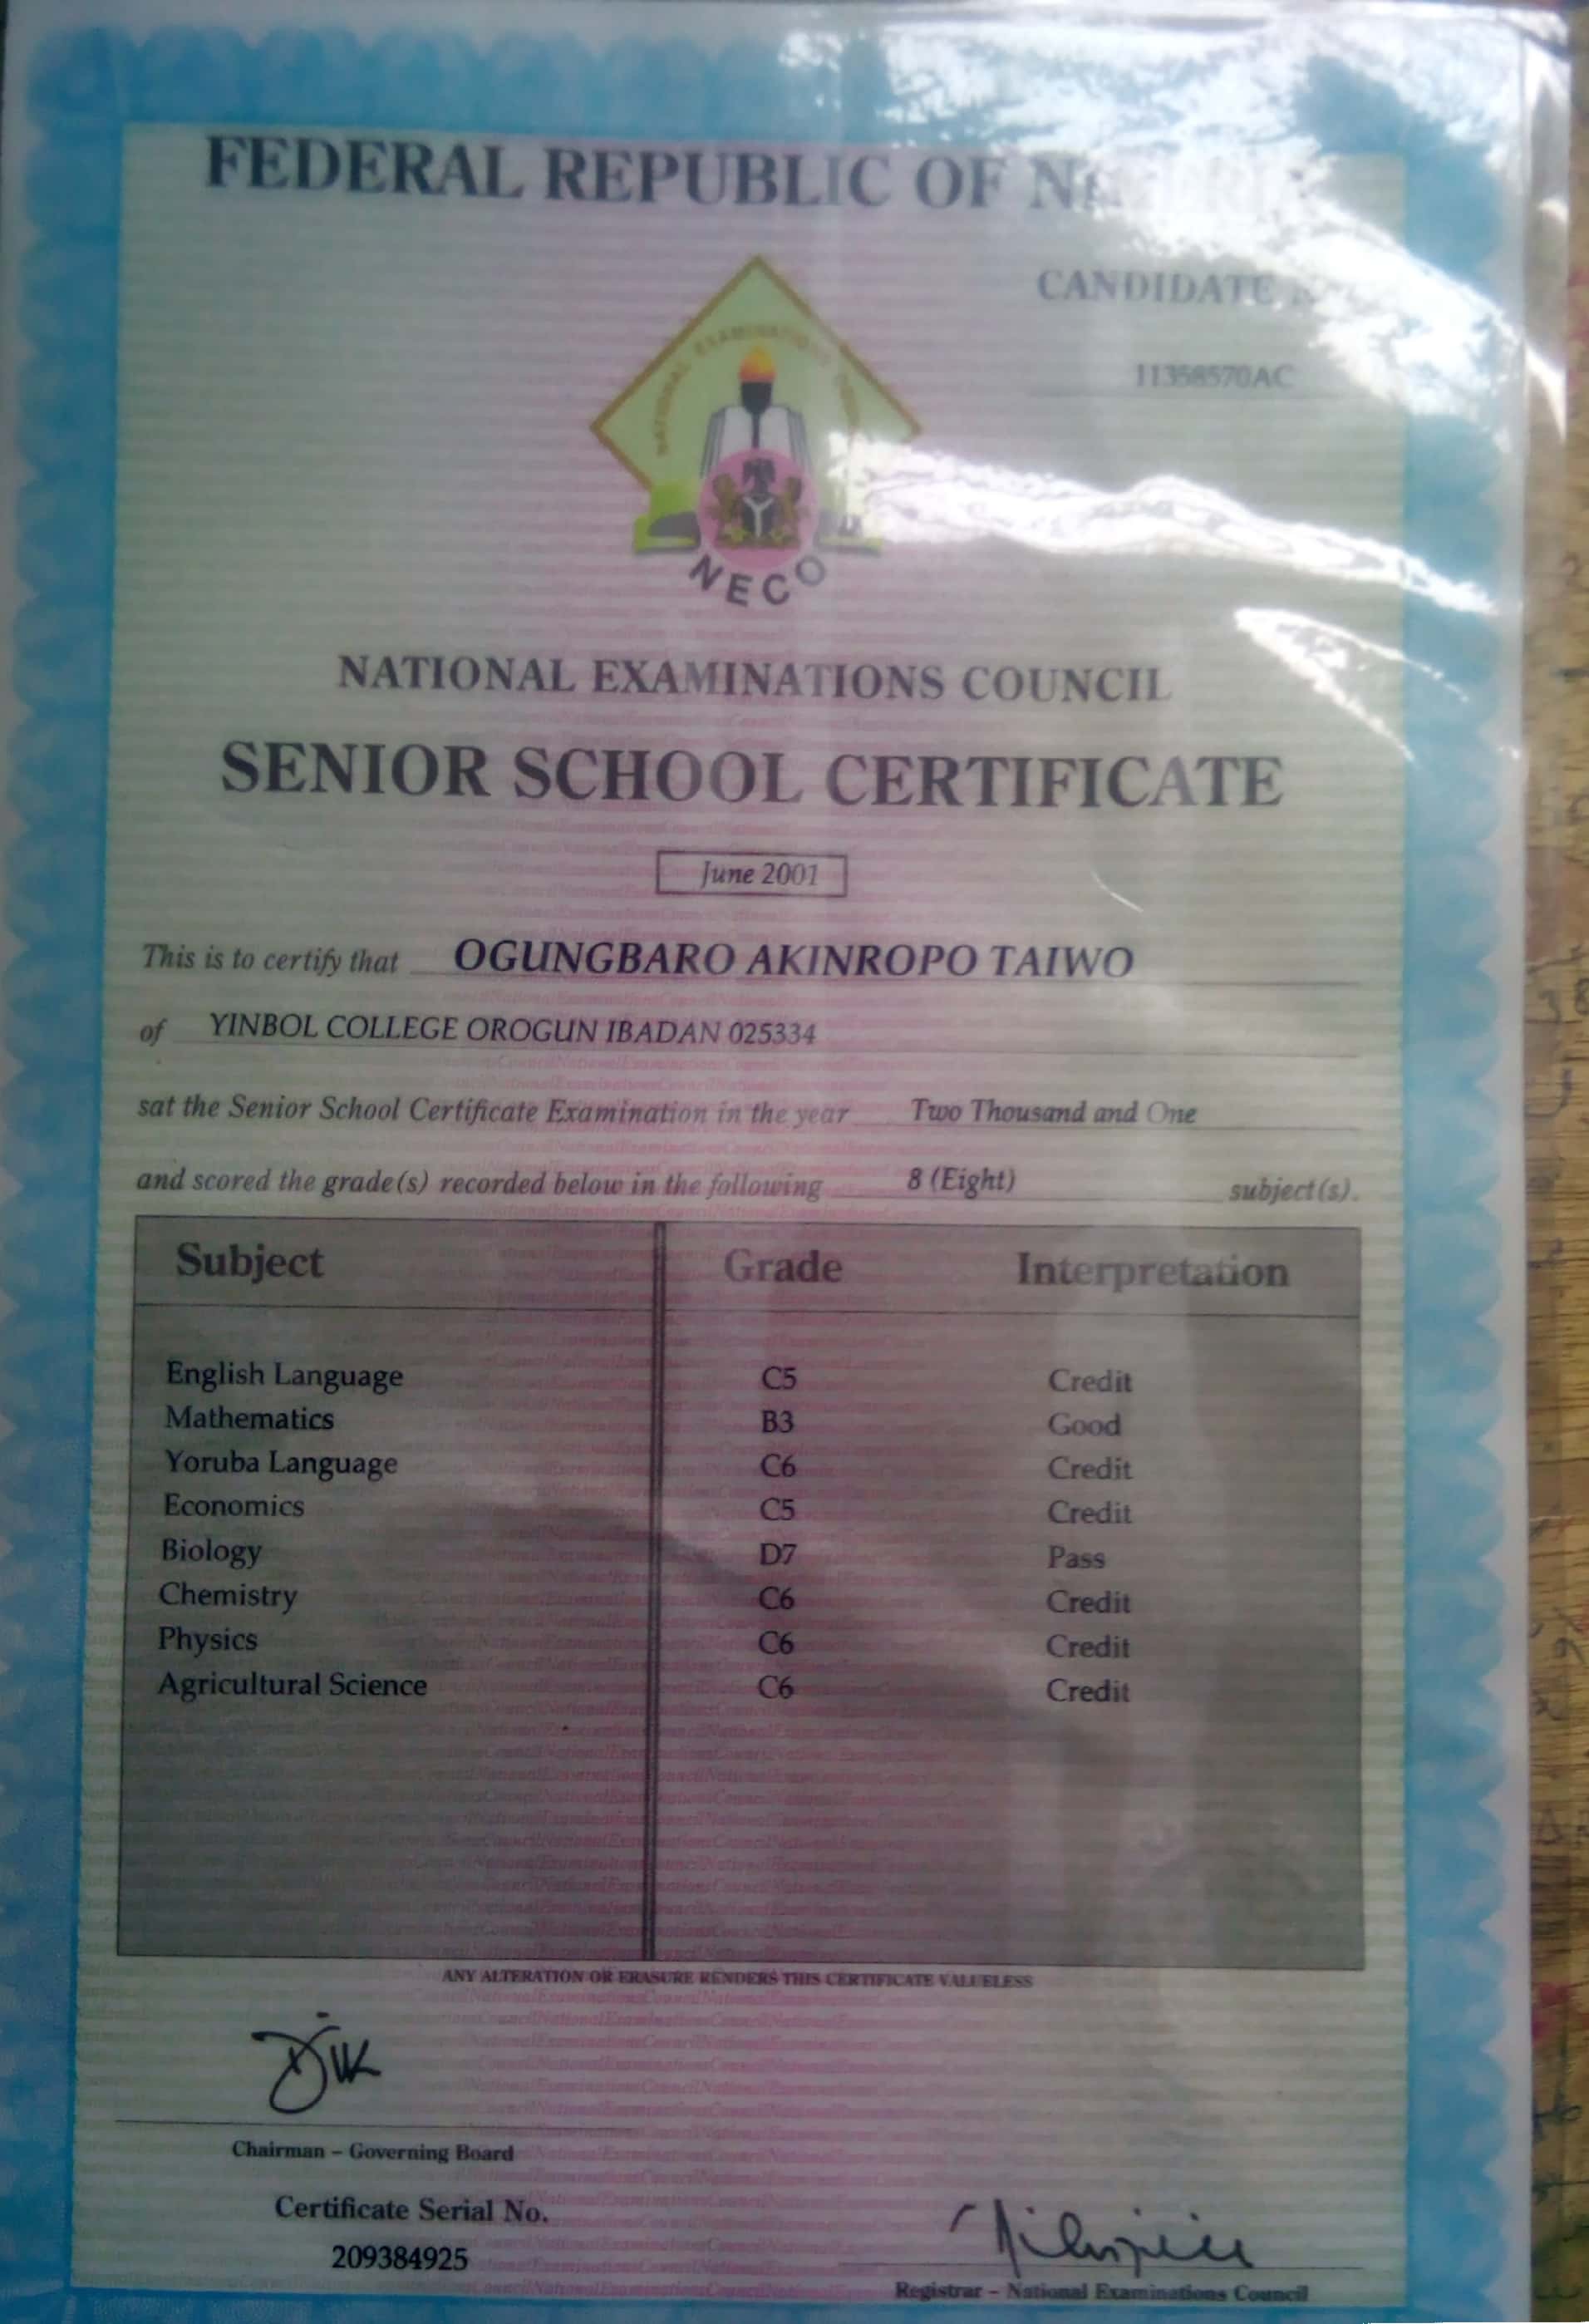 FEDERAL REPUBLIC OF
CANDIDATE
NATIONAL EXAMINATIONS COUNCIL
NECO
11358570AC
NATIONAL EXAMINATIONS COUNCIL
SENIOR SCHOOL CERTIFICATE
June 2001
This is to certify that OGUNGBARO AKINROPO TAIWO
of YINBOL COLLEGE OROGUN IBADAN 025334
sat the Senior School Certificate Examination in the year Two Thousand and One
and scored the grade(s) recorded below in the following 8 (Eight) subject(s).
Subject Grade Interpretation
English Language C5 Credit
Mathematics B3 Good
Yoruba Language C6 Credit
Economics C5 Credit
Biology D7 Pass
Chemistry C6 Credit
Physics C6 Credit
Agricultural Science C6 Credit
ANY ALTERATION OR ERASURE RENDERS THIS CERTIFICATE VALUELESS
Chairman – Governing Board
Certificate Serial No.
209384925
Registrar – National Examinations Council